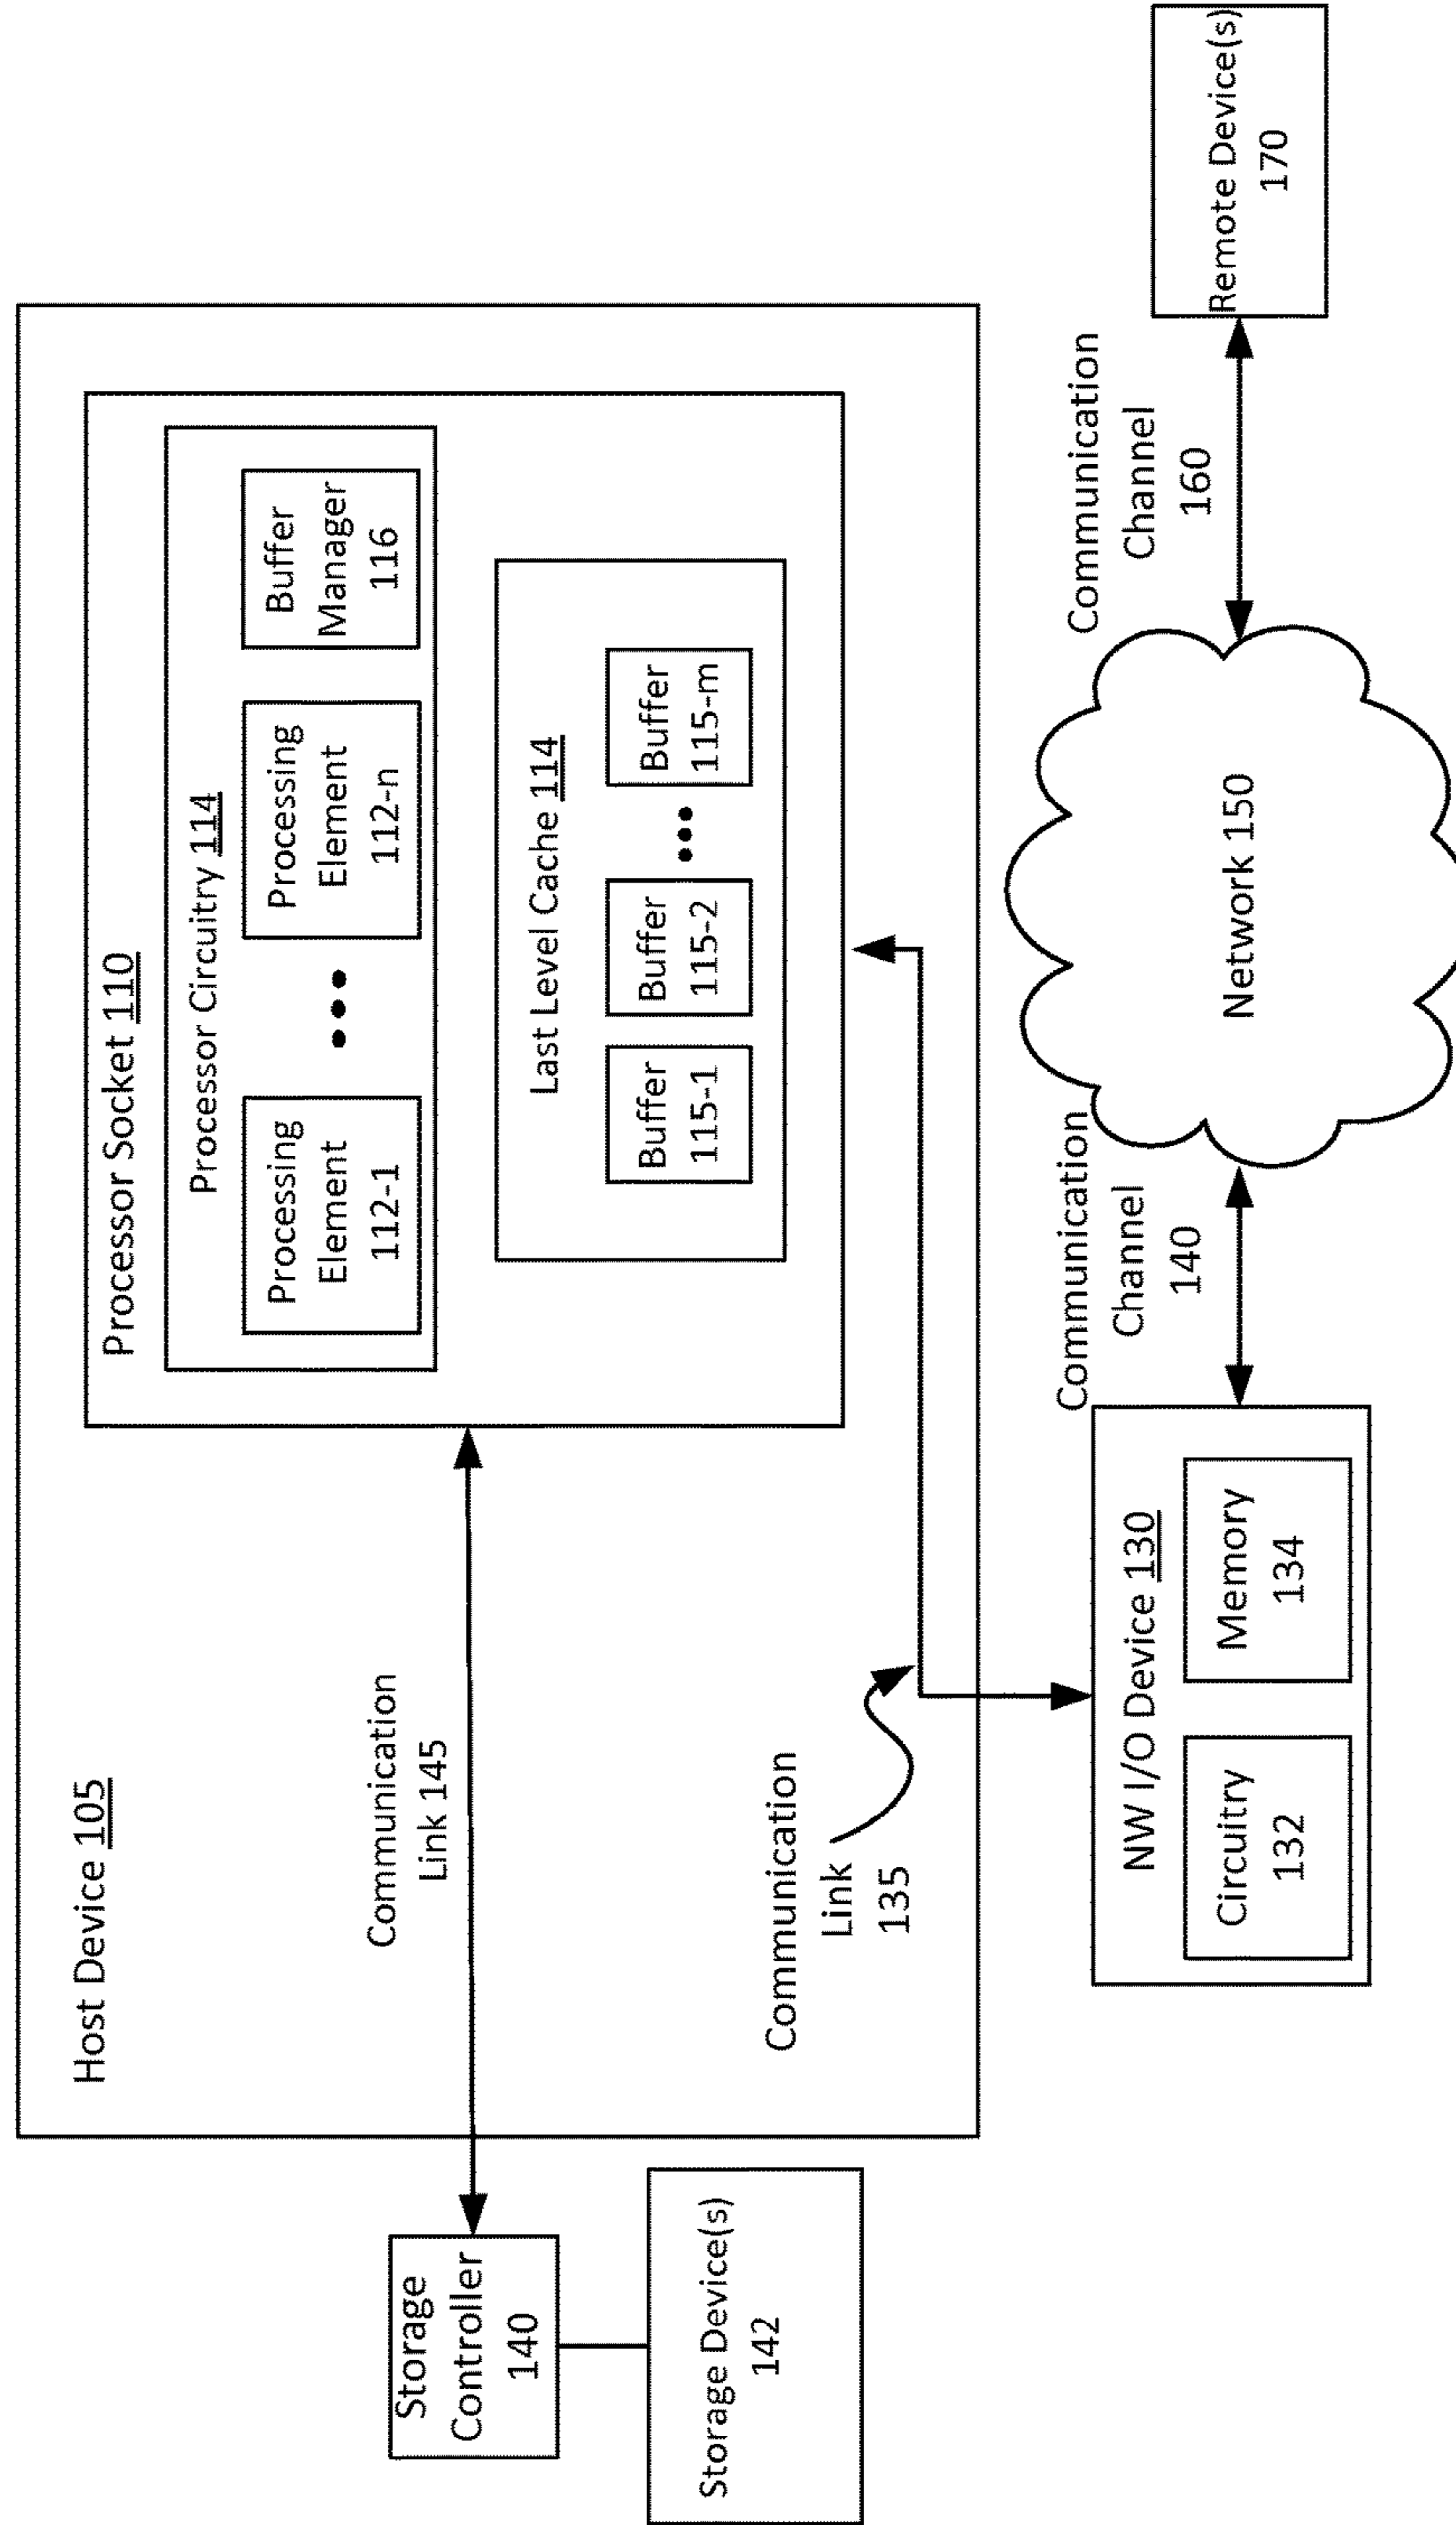 Host Device 105
Processor Socket 110
Processor Circuitry 114
Processing
Element
112-1
Processing
Element
112-n
Buffer
Manager
116
Last Level Cache 114
Buffer
115-1
Buffer
115-2
Buffer
115-m
Communication
Link 145
Storage
Controller
140
Storage Device(s)
142
Communication
Link
135
NW I/O Device 130
Circuitry
132
Memory
134
Communication
Channel
140
Network 150
Communication
Channel
160
Remote Device(s)
170